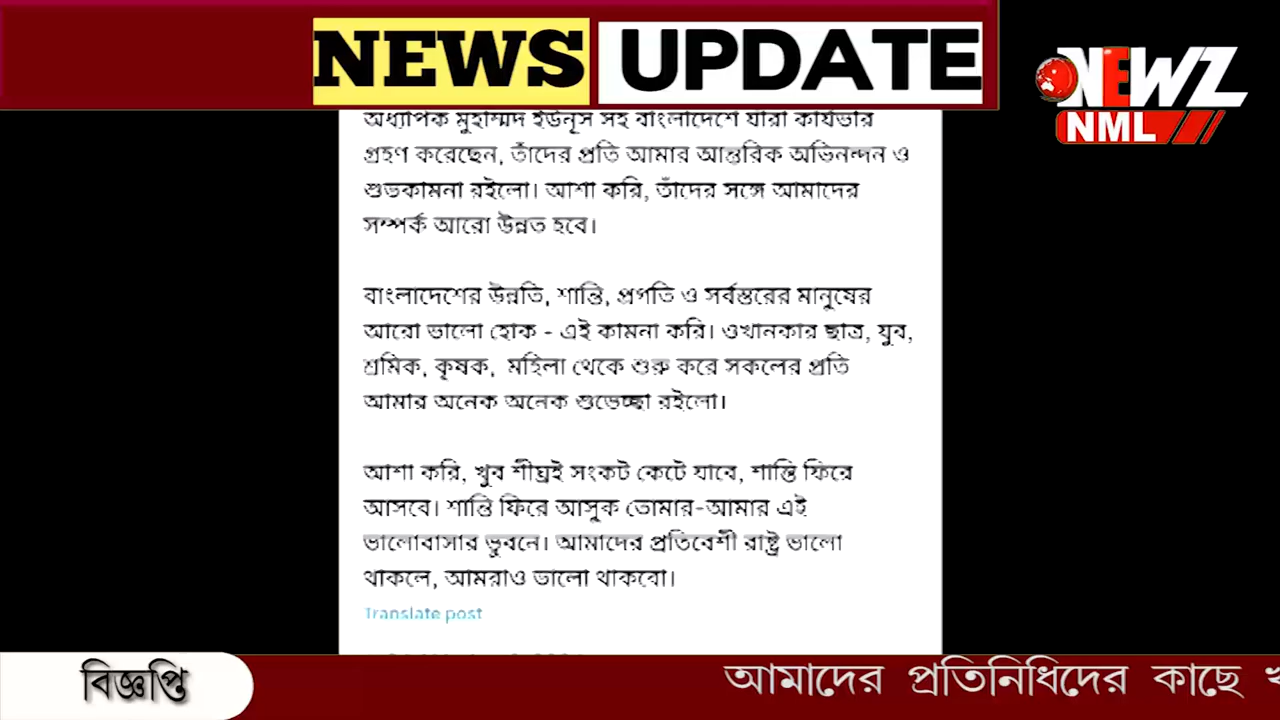 NEWS UPDATE
NEWZ
NML
অধ্যাপক মুহাম্মদ ইউনূস সহ বাংলাদেশে যাঁরা কার্যভার
গ্রহণ করেছেন, তাঁদের প্রতি আমার আন্তরিক অভিনন্দন ও
শুভকামনা রইলো। আশা করি, তাঁদের সঙ্গে আমাদের
সম্পর্ক আরো উন্নত হবে।
বাংলাদেশের উন্নতি, শান্তি, প্রগতি ও সর্বস্তরের মানুষের
আরো ভালো হোক - এই কামনা করি। ওখানকার ছাত্র, যুব,
শ্রমিক, কৃষক, মহিলা থেকে শুরু করে সকলের প্রতি
আমার অনেক অনেক শুভেচ্ছা রইলো।
আশা করি, খুব শীঘ্রই সংকট কেটে যাবে, শান্তি ফিরে
আসবে। শান্তি ফিরে আসুক তোমার-আমার এই
ভালোবাসার ভুবনে। আমাদের প্রতিবেশী রাষ্ট্র ভালো
থাকলে, আমরাও ভালো থাকবো।
Translate post
বিজ্ঞপ্তি
আমাদের প্রতিনিধিদের কাছে